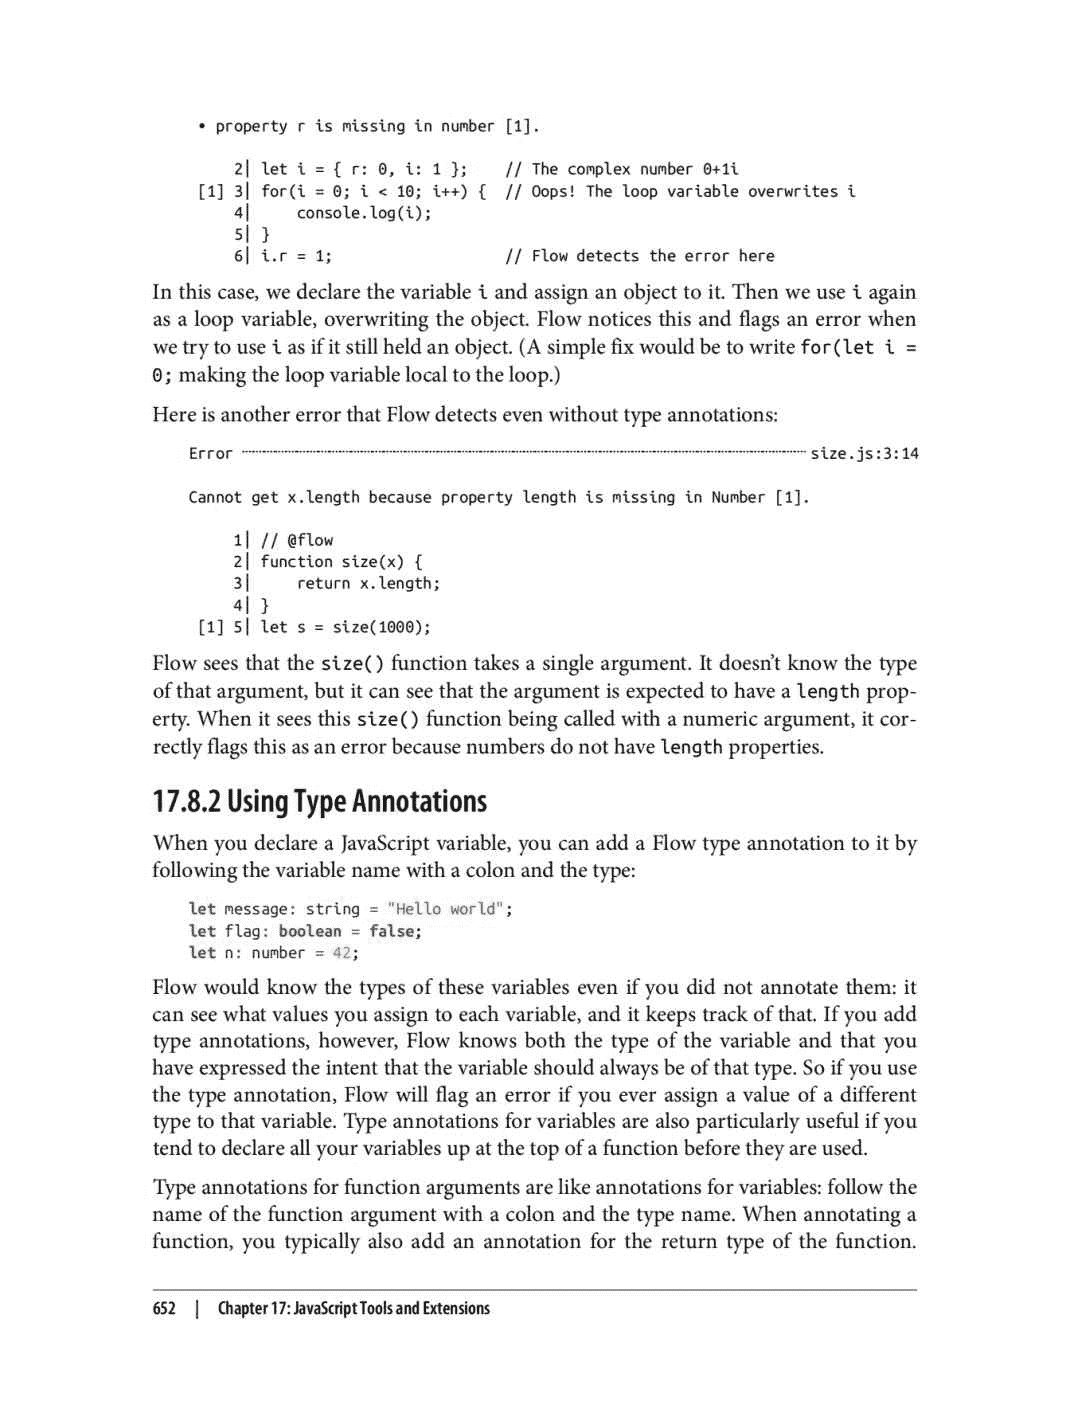 • property r is missing in number [1].
2| let i = { r: 0, i: 1 };    // The complex number 0+1i
[1] 3| for(i = 0; i < 10; i++) {  // Oops! The loop variable overwrites i
4|     console.log(i);
5| }
6| i.r = 1;                   // Flow detects the error here
In this case, we declare the variable i and assign an object to it. Then we use i again
as a loop variable, overwriting the object. Flow notices this and flags an error when
we try to use i as if it still held an object. (A simple fix would be to write for(let i =
0; making the loop variable local to the loop.)
Here is another error that Flow detects even without type annotations:
Error ┈┈┈┈┈┈┈┈┈┈┈┈┈┈┈┈┈┈┈┈┈┈┈┈┈┈┈┈┈┈ size.js:3:14
Cannot get x.length because property length is missing in Number [1].
1| // @flow
2| function size(x) {
3|     return x.length;
4| }
[1] 5| let s = size(1000);
Flow sees that the size() function takes a single argument. It doesn’t know the type
of that argument, but it can see that the argument is expected to have a length prop-
erty. When it sees this size() function being called with a numeric argument, it cor-
rectly flags this as an error because numbers do not have length properties.
17.8.2 Using Type Annotations
When you declare a JavaScript variable, you can add a Flow type annotation to it by
following the variable name with a colon and the type:
let message: string = "Hello world";
let flag: boolean = false;
let n: number = 42;
Flow would know the types of these variables even if you did not annotate them: it
can see what values you assign to each variable, and it keeps track of that. If you add
type annotations, however, Flow knows both the type of the variable and that you
have expressed the intent that the variable should always be of that type. So if you use
the type annotation, Flow will flag an error if you ever assign a value of a different
type to that variable. Type annotations for variables are also particularly useful if you
tend to declare all your variables up at the top of a function before they are used.
Type annotations for function arguments are like annotations for variables: follow the
name of the function argument with a colon and the type name. When annotating a
function, you typically also add an annotation for the return type of the function.
652 | Chapter 17: JavaScript Tools and Extensions